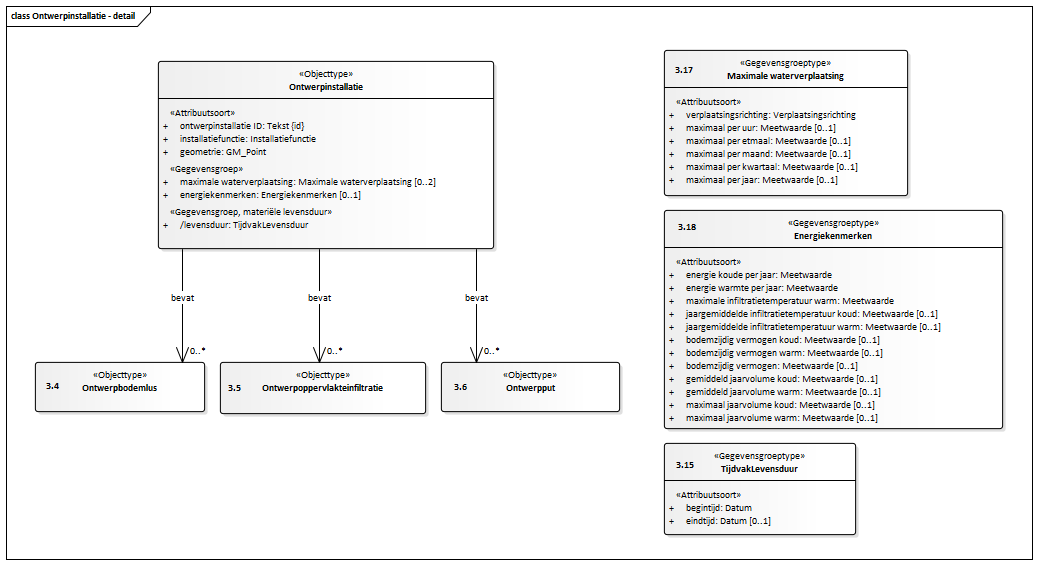 class Ontwerpinstallatie - detail
«Objecttype»
Ontwerpinstallatie
«Attribuutsoort»
+ ontwerpinstallatie ID: Tekst {id}
+ installatiefunctie: Installatiefunctie
+ geometrie: GM_Point
«Gegevensgroep»
+ maximale waterverplaatsing: Maximale waterverplaatsing [0..2]
+ energiekenmerken: Energiekenmerken [0..1]
«Gegevensgroep, materiële levensduur»
+ /levensduur: TijdvakLevensduur
bevat
bevat
bevat
0..*
0..*
0..*
3.4
«Objecttype»
Ontwerpbodemlus
3.5
«Objecttype»
Ontwerpoppervlakteinfiltratie
3.6
«Objecttype»
Ontwerpput
3.17
«Gegevensgroeptype»
Maximale waterverplaatsing
«Attribuutsoort»
+ verplaatsingsrichting: Verplaatsingsrichting
+ maximaal per uur: Meetwaarde [0..1]
+ maximaal per etmaal: Meetwaarde [0..1]
+ maximaal per maand: Meetwaarde [0..1]
+ maximaal per kwartaal: Meetwaarde [0..1]
+ maximaal per jaar: Meetwaarde [0..1]
3.18
«Gegevensgroeptype»
Energiekenmerken
«Attribuutsoort»
+ energie koude per jaar: Meetwaarde
+ energie warmte per jaar: Meetwaarde
+ maximale infiltratietemperatuur warm: Meetwaarde
+ jaargemiddelde infiltratietemperatuur koud: Meetwaarde [0..1]
+ jaargemiddelde infiltratietemperatuur warm: Meetwaarde [0..1]
+ bodemzijdig vermogen koud: Meetwaarde [0..1]
+ bodemzijdig vermogen warm: Meetwaarde [0..1]
+ bodemzijdig vermogen: Meetwaarde [0..1]
+ gemiddeld jaarvolume koud: Meetwaarde [0..1]
+ gemiddeld jaarvolume warm: Meetwaarde [0..1]
+ maximaal jaarvolume koud: Meetwaarde [0..1]
+ maximaal jaarvolume warm: Meetwaarde [0..1]
3.15
«Gegevensgroeptype»
TijdvakLevensduur
«Attribuutsoort»
+ begintijd: Datum
+ eindtijd: Datum [0..1]